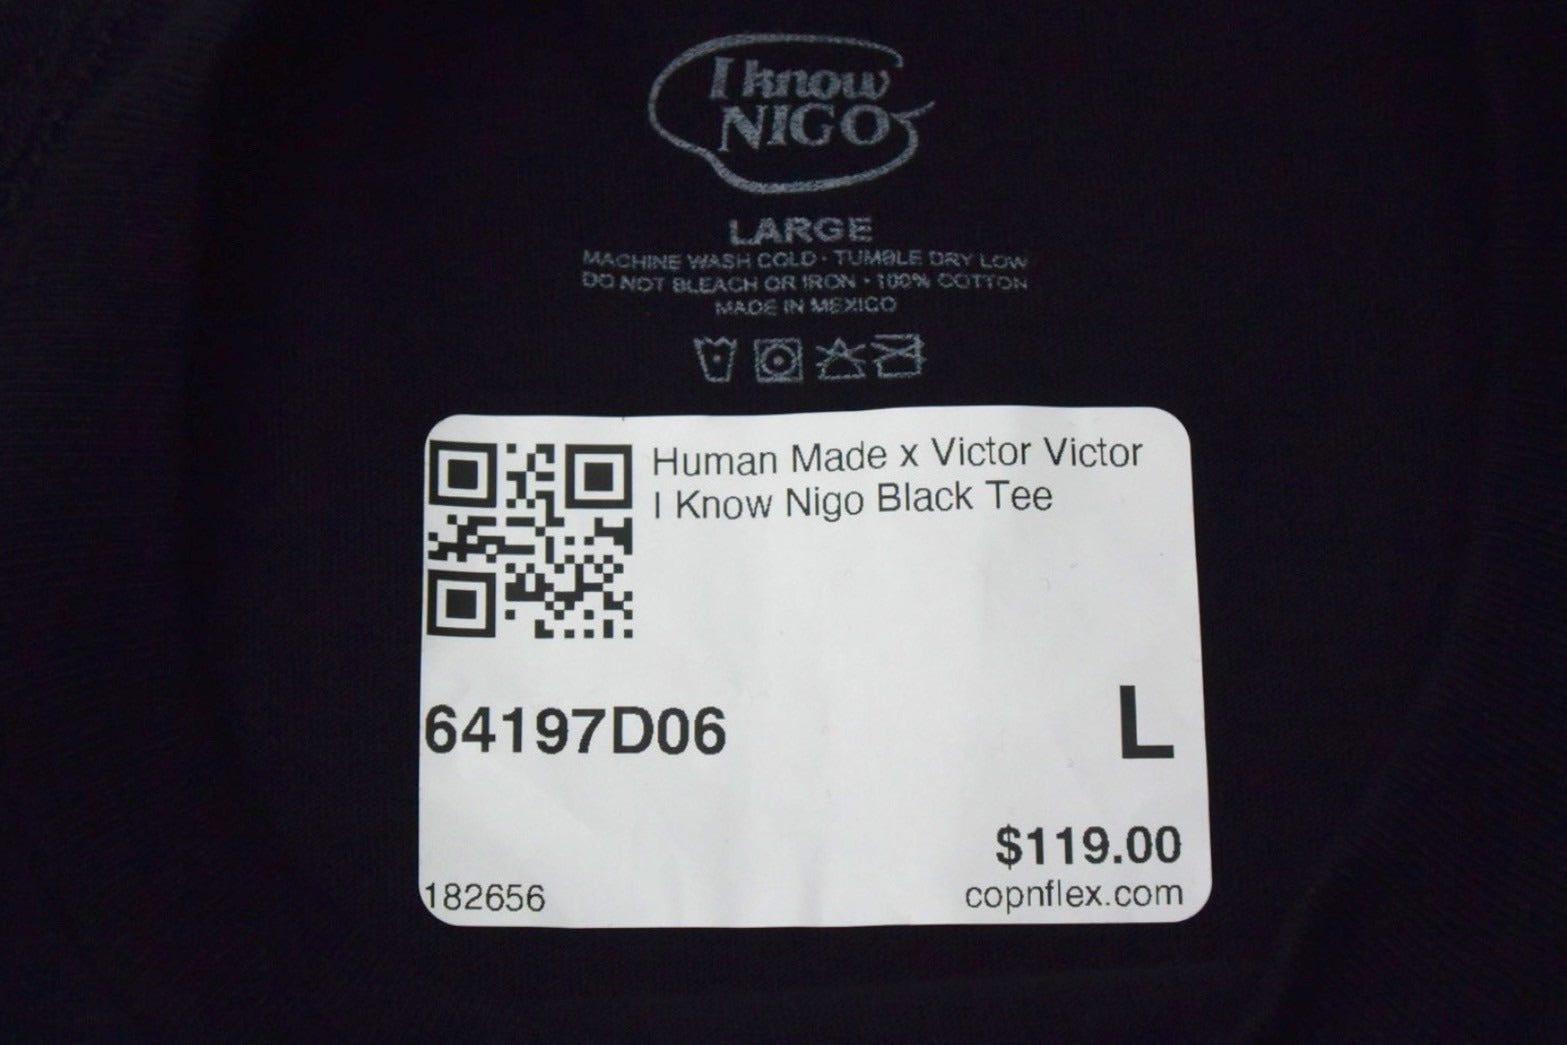 I know
NIGO
LARGE
MACHINE WASH COLD · TUMBLE DRY LOW
DO NOT BLEACH OR IRON · 100% COTTON
MADE IN MEXICO
Human Made x Victor Victor
I Know Nigo Black Tee
64197D06
L
$119.00
182656
copnflex.com